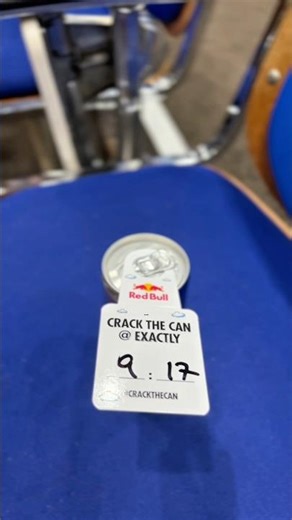 Red Bull
CRACK THE CAN
@ EXACTLY
9 : 17
#CRACKTHECAN